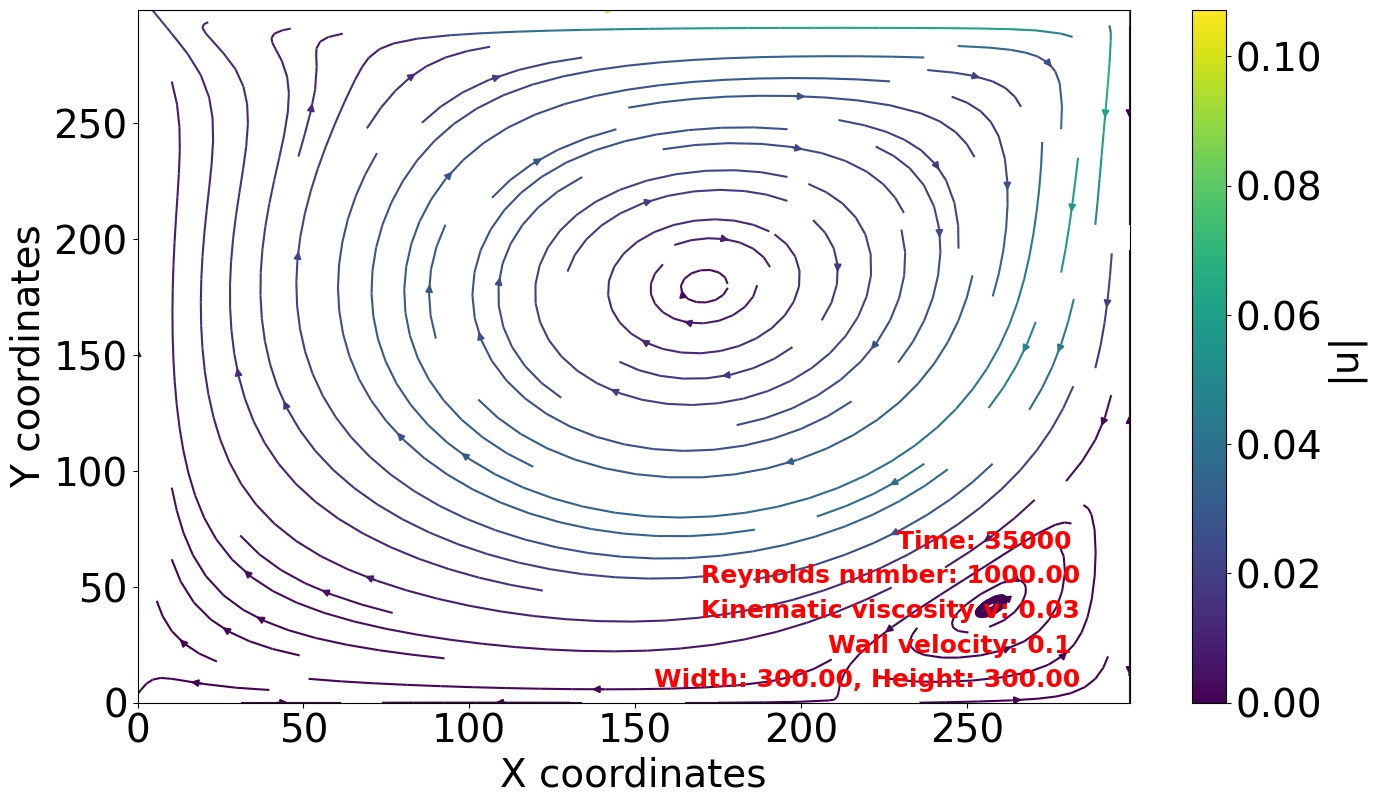 250
200
150
100
50
0
Y coordinates
0 50 100 150 200 250
X coordinates
Time: 35000
Reynolds number: 1000.00
Kinematic viscosity v: 0.03
Wall velocity: 0.1
Width: 300.00, Height: 300.00
0.10
0.08
0.06
0.04
0.02
0.00
|u|